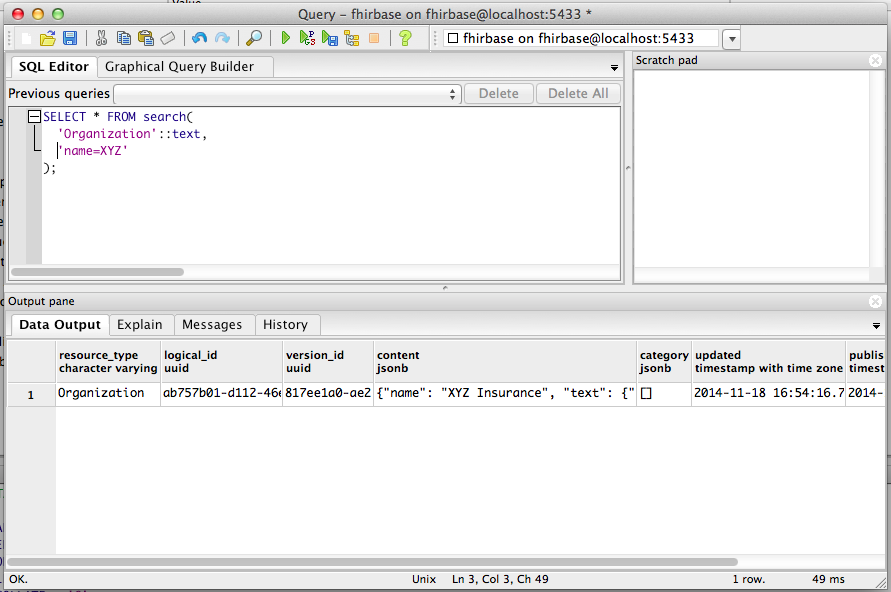 Query – fhirbase on fhirbase@localhost:5433 *
fhirbase on fhirbase@localhost:5433
SQL Editor
Graphical Query Builder
Scratch pad
Previous queries
Delete
Delete All
SELECT * FROM search(
'Organization'::text,
'name=XYZ'
);
Output pane
Data Output
Explain
Messages
History
resource_type logical_id version_id content category updated publis
character varying uuid uuid jsonb jsonb timestamp with time zone timest
1 Organization ab757b01-d112-46e 817ee1a0-ae2 {"name": "XYZ Insurance", "text": {" [] 2014-11-18 16:54:16.7 2014-
OK.
Unix
Ln 3, Col 3, Ch 49
1 row.
49 ms